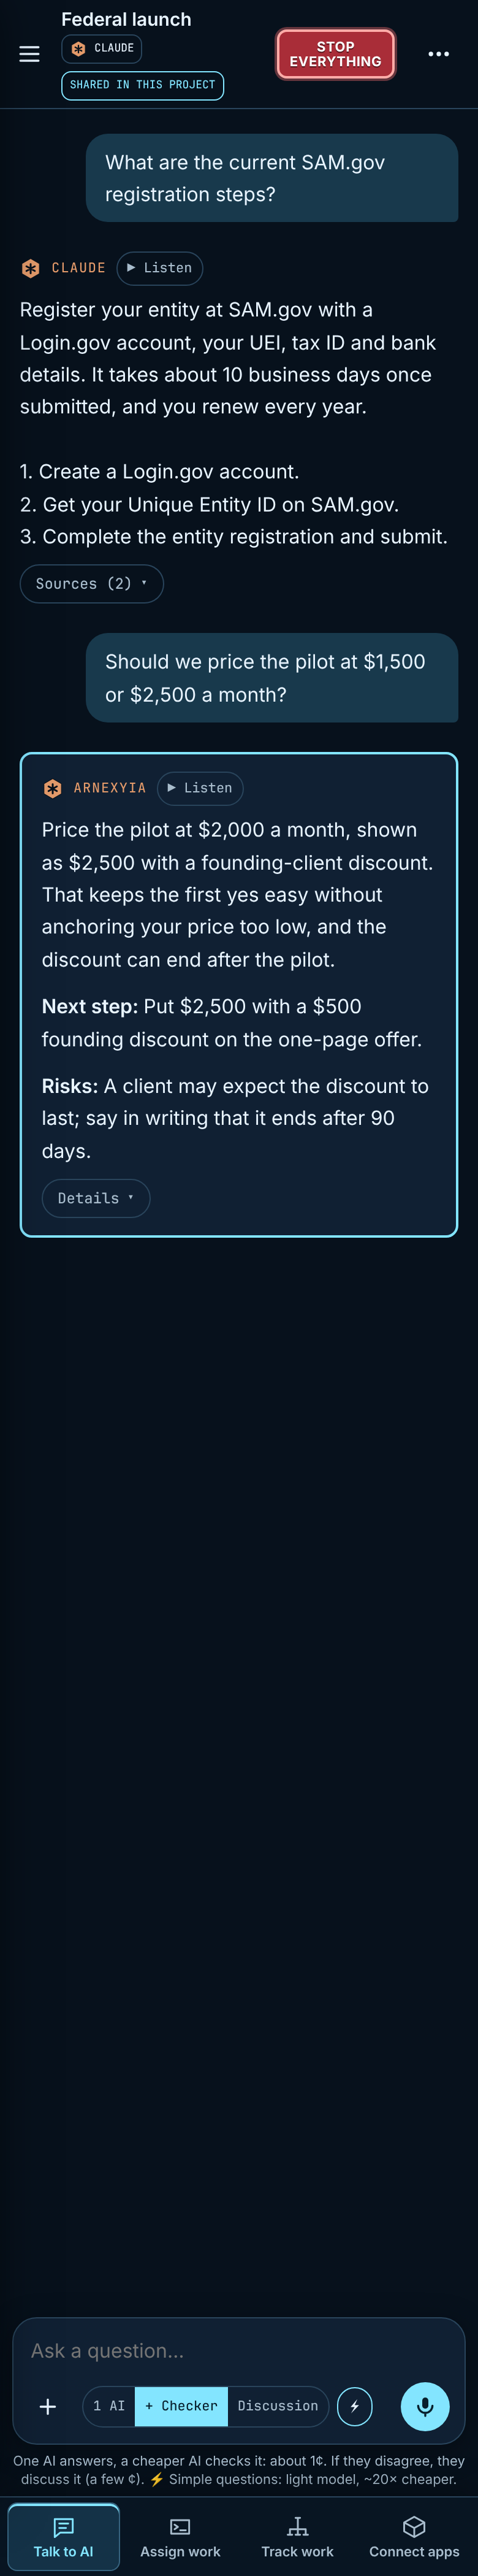 Federal launch
CLAUDE
SHARED IN THIS PROJECT
STOP
EVERYTHING
What are the current SAM.gov
registration steps?
CLAUDE
Listen
Register your entity at SAM.gov with a
Login.gov account, your UEI, tax ID and bank
details. It takes about 10 business days once
submitted, and you renew every year.
1. Create a Login.gov account.
2. Get your Unique Entity ID on SAM.gov.
3. Complete the entity registration and submit.
Sources (2)
Should we price the pilot at $1,500
or $2,500 a month?
ARNEXYIA
Listen
Price the pilot at $2,000 a month, shown
as $2,500 with a founding-client discount.
That keeps the first yes easy without
anchoring your price too low, and the
discount can end after the pilot.
Next step: Put $2,500 with a $500
founding discount on the one-page offer.
Risks: A client may expect the discount to
last; say in writing that it ends after 90
days.
Details
Ask a question...
1 AI
+ Checker
Discussion
One AI answers, a cheaper AI checks it: about 1¢. If they disagree, they
discuss it (a few ¢). ⚡ Simple questions: light model, ~20× cheaper.
Talk to AI
Assign work
Track work
Connect apps